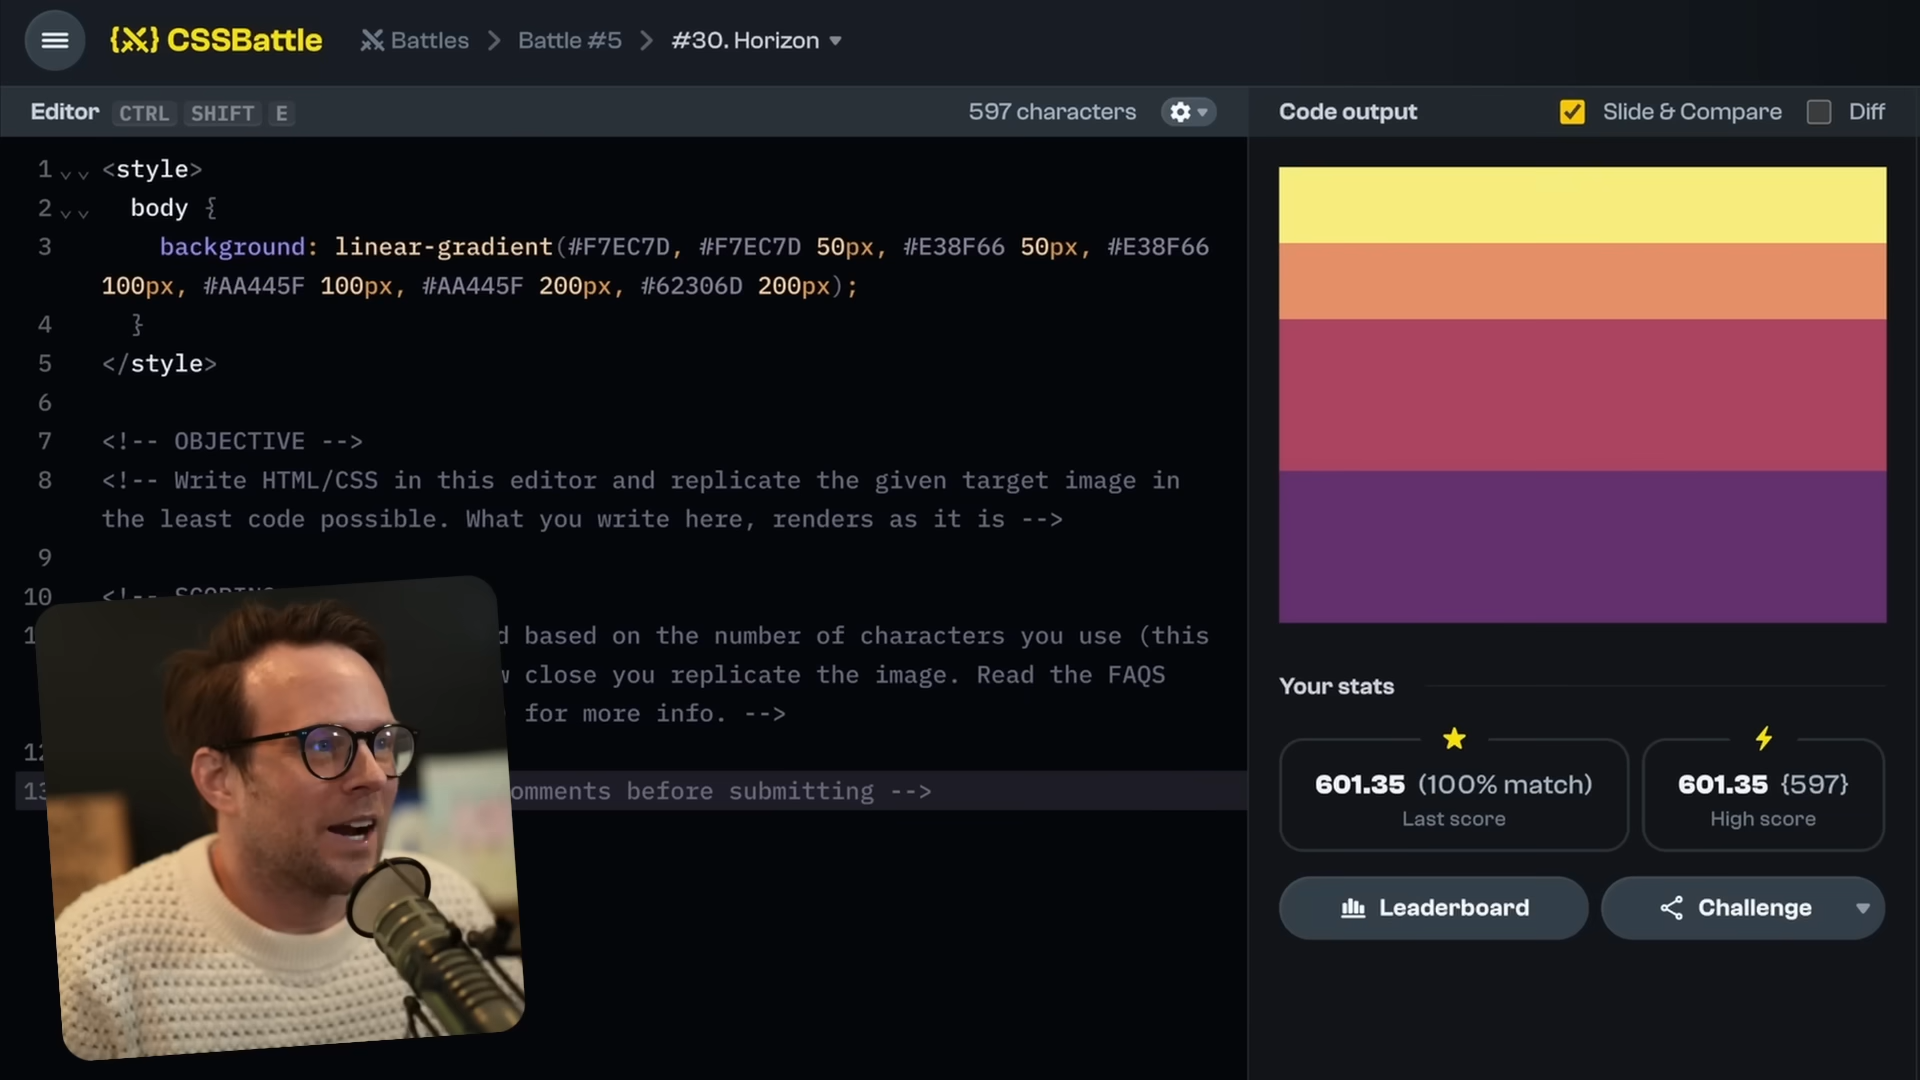 {X} CSSBattle Battles > Battle #5 > #30. Horizon
Editor CTRL SHIFT E 597 characters
Code output Slide & Compare Diff
1 <style>
2 body {
3 background: linear-gradient(#F7EC7D, #F7EC7D 50px, #E38F66 50px, #E38F66
100px, #AA445F 100px, #AA445F 200px, #62306D 200px);
4 }
5 </style>
6
7 <!-- OBJECTIVE -->
8 <!-- Write HTML/CSS in this editor and replicate the given target image in
the least code possible. What you write here, renders as it is -->
9
10 <!-- SCORING
based on the number of characters you use (this
close you replicate the image. Read the FAQS
for more info. -->
12
13 omments before submitting -->
Your stats
601.35 (100% match)
Last score
601.35 {597}
High score
Leaderboard
Challenge